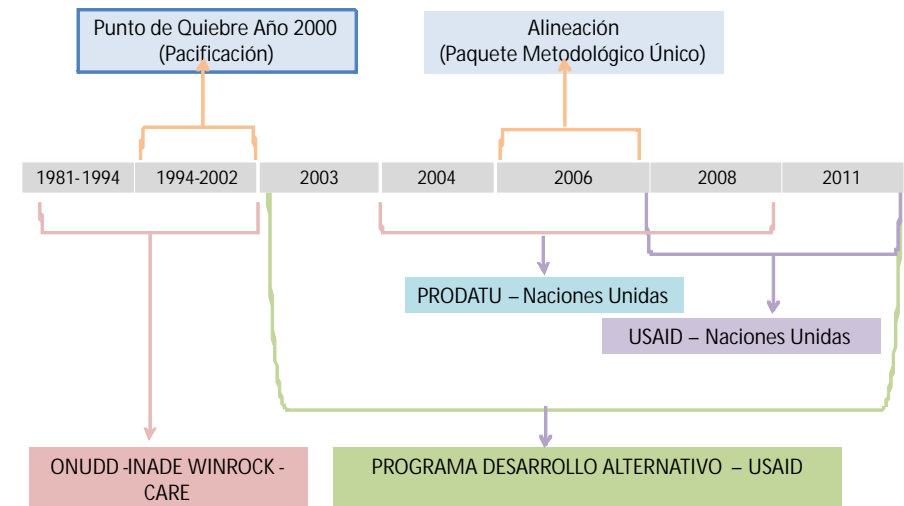 Punto de Quiebre Año 2000
(Pacificación)
Alineación
(Paquete Metodológico Único)
1981-1994
1994-2002
2003
2004
2006
2008
2011
PRODATU – Naciones Unidas
USAID – Naciones Unidas
ONUDD -INADE WINROCK -
CARE
PROGRAMA DESARROLLO ALTERNATIVO – USAID